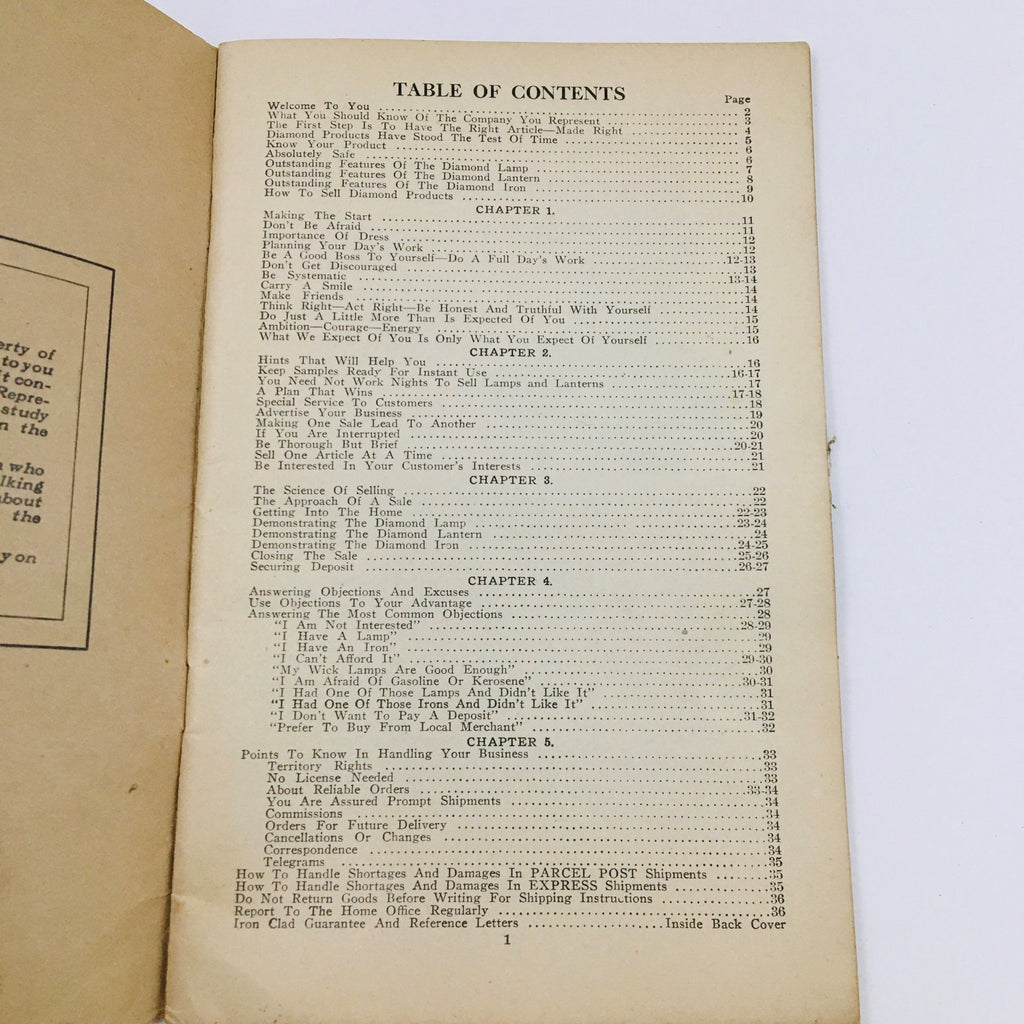 erty of
to you
t con-
Repre-
study
n the
who
lking
about
the
y on
TABLE OF CONTENTS
Page
Welcome To You ........ 2
What You Should Know Of The Company You Represent ........ 3
The First Step Is To Have The Right Article—Made Right ........ 4
Diamond Products Have Stood The Test Of Time ........ 5
Know Your Product ........ 6
Absolutely Safe ........ 6
Outstanding Features Of The Diamond Lamp ........ 7
Outstanding Features Of The Diamond Lantern ........ 8
Outstanding Features Of The Diamond Iron ........ 9
How To Sell Diamond Products ........ 10
CHAPTER 1.
Making The Start ........ 11
Don't Be Afraid ........ 11
Importance Of Dress ........ 12
Planning Your Day's Work ........ 12
Be A Good Boss To Yourself—Do A Full Day's Work ........ 12-13
Don't Get Discouraged ........ 13
Be Systematic ........ 13-14
Carry A Smile ........ 14
Make Friends ........ 14
Think Right—Act Right—Be Honest And Truthful With Yourself ........ 14
Do Just A Little More Than Is Expected Of You ........ 15
Ambition—Courage—Energy ........ 15
What We Expect Of You Is Only What You Expect Of Yourself ........ 16
CHAPTER 2.
Hints That Will Help You ........ 16
Keep Samples Ready For Instant Use ........ 16-17
You Need Not Work Nights To Sell Lamps and Lanterns ........ 17
A Plan That Wins ........ 17-18
Special Service To Customers ........ 18
Advertise Your Business ........ 19
Making One Sale Lead To Another ........ 20
If You Are Interrupted ........ 20
Be Thorough But Brief ........ 20-21
Sell One Article At A Time ........ 21
Be Interested In Your Customer's Interests ........ 21
CHAPTER 3.
The Science Of Selling ........ 22
The Approach Of A Sale ........ 22
Getting Into The Home ........ 22-23
Demonstrating The Diamond Lamp ........ 23-24
Demonstrating The Diamond Lantern ........ 24
Demonstrating The Diamond Iron ........ 24-25
Closing The Sale ........ 25-26
Securing Deposit ........ 26-27
CHAPTER 4.
Answering Objections And Excuses ........ 27
Use Objections To Your Advantage ........ 27-28
Answering The Most Common Objections ........ 28
"I Am Not Interested" ........ 28-29
"I Have A Lamp" ........ 29
"I Have An Iron" ........ 29
"I Can't Afford It" ........ 29-30
"My Wick Lamps Are Good Enough" ........ 30
"I Am Afraid Of Gasoline Or Kerosene" ........ 30-31
"I Had One Of Those Lamps And Didn't Like It" ........ 31
"I Had One Of Those Irons And Didn't Like It" ........ 31
"I Don't Want To Pay A Deposit" ........ 31-32
"Prefer To Buy From Local Merchant" ........ 32
CHAPTER 5.
Points To Know In Handling Your Business ........ 33
Territory Rights ........ 33
No License Needed ........ 33
About Reliable Orders ........ 33-34
You Are Assured Prompt Shipments ........ 34
Commissions ........ 34
Orders For Future Delivery ........ 34
Cancellations Or Changes ........ 34
Correspondence ........ 34
Telegrams ........ 35
How To Handle Shortages And Damages In PARCEL POST Shipments ........ 35
How To Handle Shortages And Damages In EXPRESS Shipments ........ 35
Do Not Return Goods Before Writing For Shipping Instructions ........ 36
Report To The Home Office Regularly ........ 36
Iron Clad Guarantee And Reference Letters ........ Inside Back Cover
1